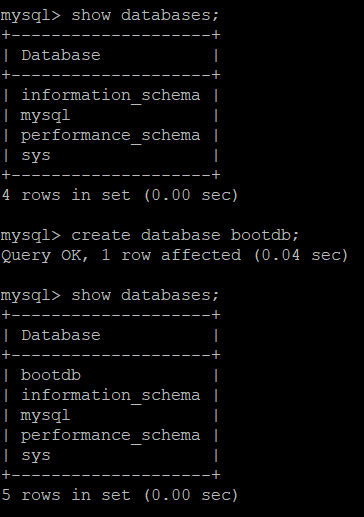 mysql> show databases;
+--------------------+
| Database           |
+--------------------+
| information_schema |
| mysql              |
| performance_schema |
| sys                |
+--------------------+
4 rows in set (0.00 sec)
mysql> create database bootdb;
Query OK, 1 row affected (0.04 sec)
mysql> show databases;
+--------------------+
| Database           |
+--------------------+
| bootdb             |
| information_schema |
| mysql              |
| performance_schema |
| sys                |
+--------------------+
5 rows in set (0.00 sec)